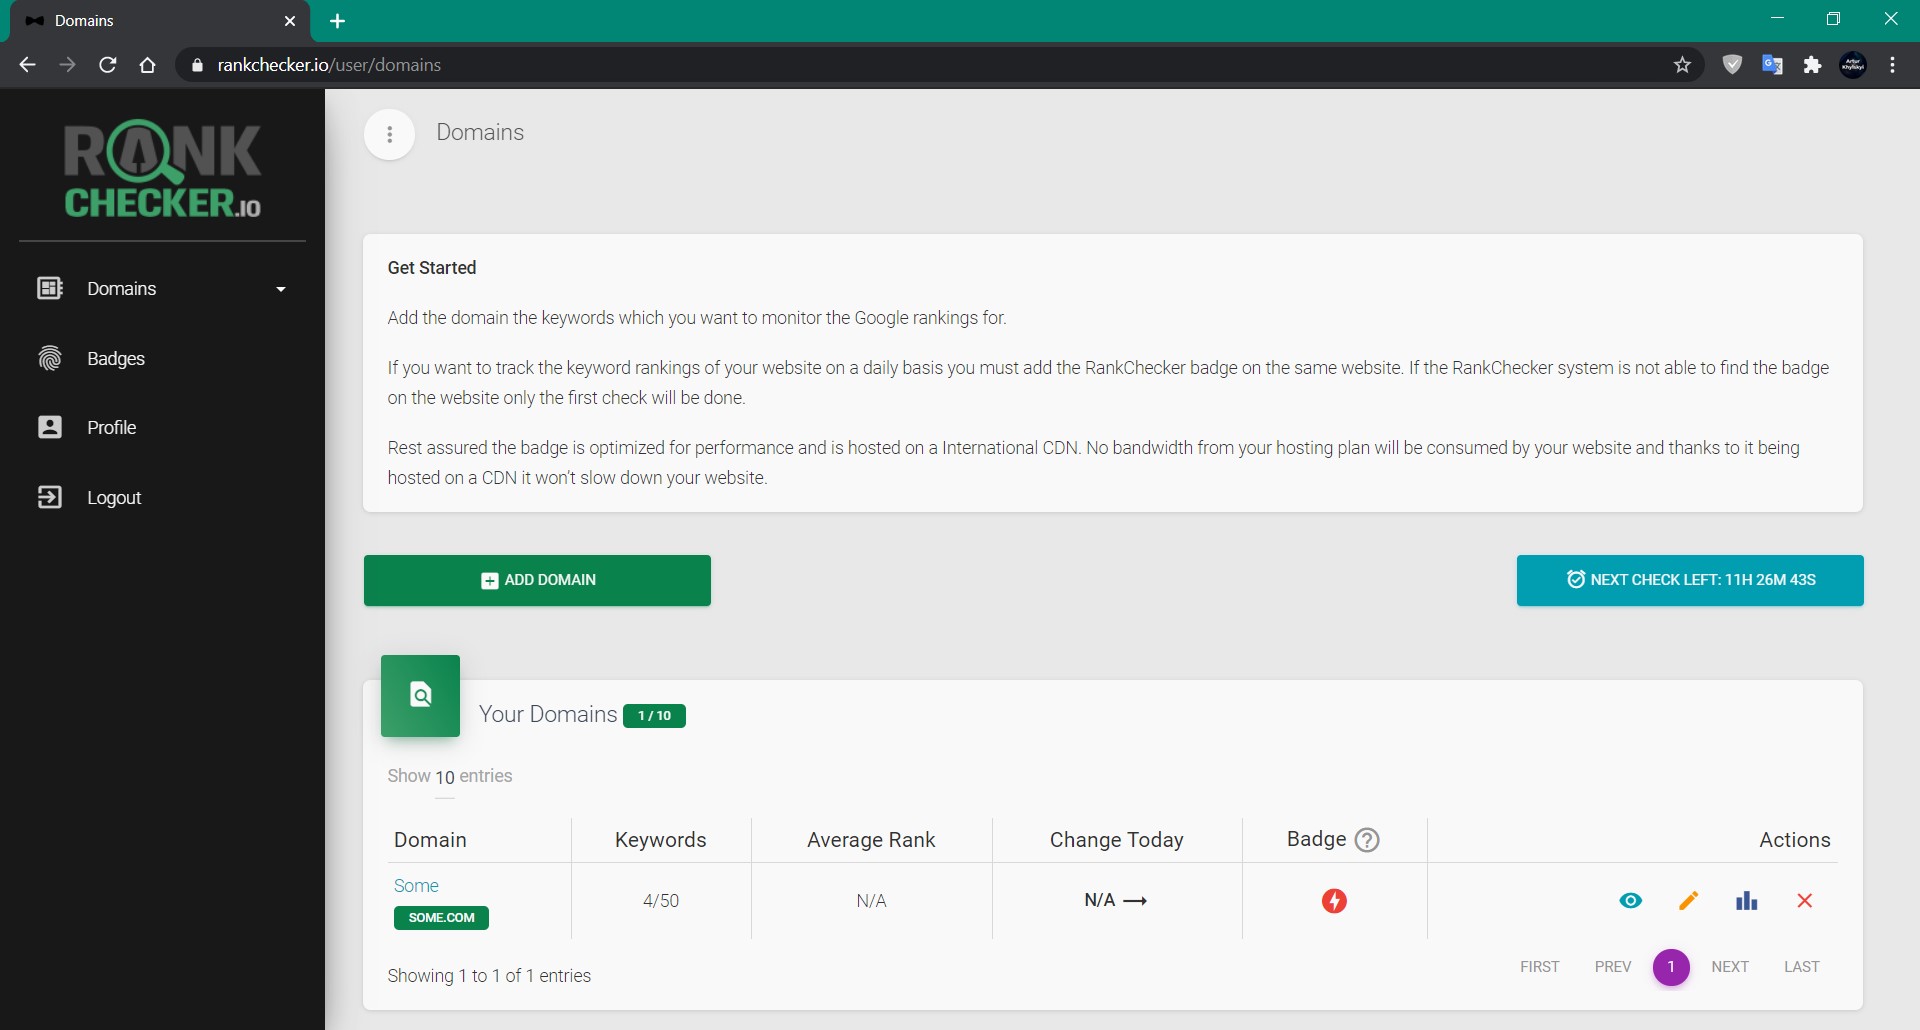 Domains
rankchecker.io/user/domains
Artur
Khylskyi
RANK
CHECKER.IO
Domains
Badges
Profile
Logout
Domains
Get Started
Add the domain the keywords which you want to monitor the Google rankings for.
If you want to track the keyword rankings of your website on a daily basis you must add the RankChecker badge on the same website. If the RankChecker system is not able to find the badge
on the website only the first check will be done.
Rest assured the badge is optimized for performance and is hosted on a International CDN. No bandwidth from your hosting plan will be consumed by your website and thanks to it being
hosted on a CDN it won't slow down your website.
ADD DOMAIN
NEXT CHECK LEFT: 11H 26M 43S
Your Domains 1 / 10
Show 10 entries
Domain Keywords Average Rank Change Today Badge ? Actions
Some
SOME.COM
4/50 N/A N/A →
Showing 1 to 1 of 1 entries
FIRST PREV 1 NEXT LAST